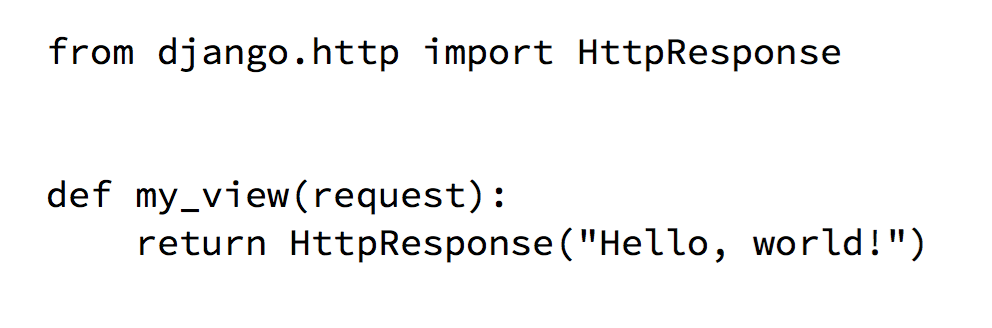 from django.http import HttpResponse
def my_view(request):
    return HttpResponse("Hello, world!")